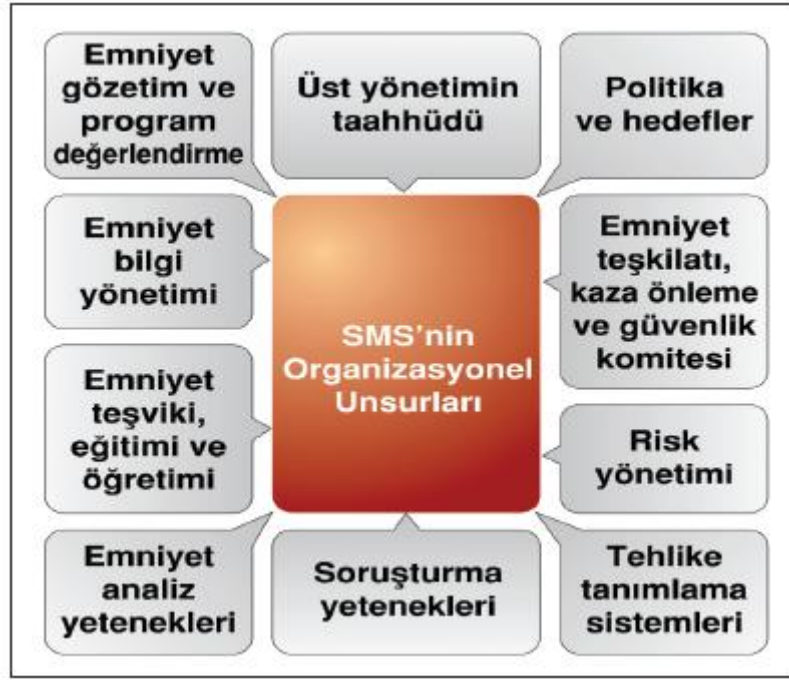 Emniyet
gözetim ve
program
değerlendirme
Üst yönetimin
taahhüdü
Politika
ve hedefler
Emniyet
bilgi
yönetimi
Emniyet
teşkilatı,
kaza önleme
ve güvenlik
komitesi
SMS’nin
Organizasyonel
Unsurları
Emniyet
teşviki,
eğitimi ve
öğretimi
Risk
yönetimi
Emniyet
analiz
yetenekleri
Soruşturma
yetenekleri
Tehlike
tanımlama
sistemleri